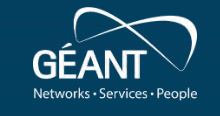 GÉANT
Networks · Services · People